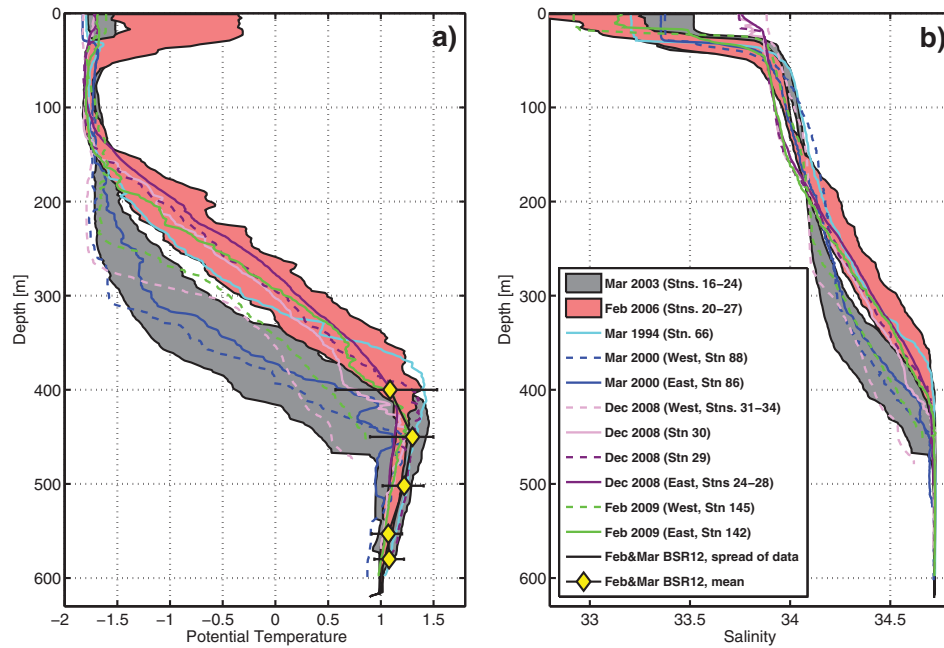 a)
0
100
200
300
400
500
600
Depth [m]
−2 −1.5 −1 −0.5 0 0.5 1 1.5
Potential Temperature
b)
0
100
200
300
400
500
600
Depth [m]
33 33.5 34 34.5
Salinity
Mar 2003 (Stns. 16−24)
Feb 2006 (Stns. 20−27)
Mar 1994 (Stn. 66)
Mar 2000 (West, Stn 88)
Mar 2000 (East, Stn 86)
Dec 2008 (West, Stns. 31−34)
Dec 2008 (Stn 30)
Dec 2008 (Stn 29)
Dec 2008 (East, Stns 24−28)
Feb 2009 (West, Stn 145)
Feb 2009 (East, Stn 142)
Feb&Mar BSR12, spread of data
Feb&Mar BSR12, mean